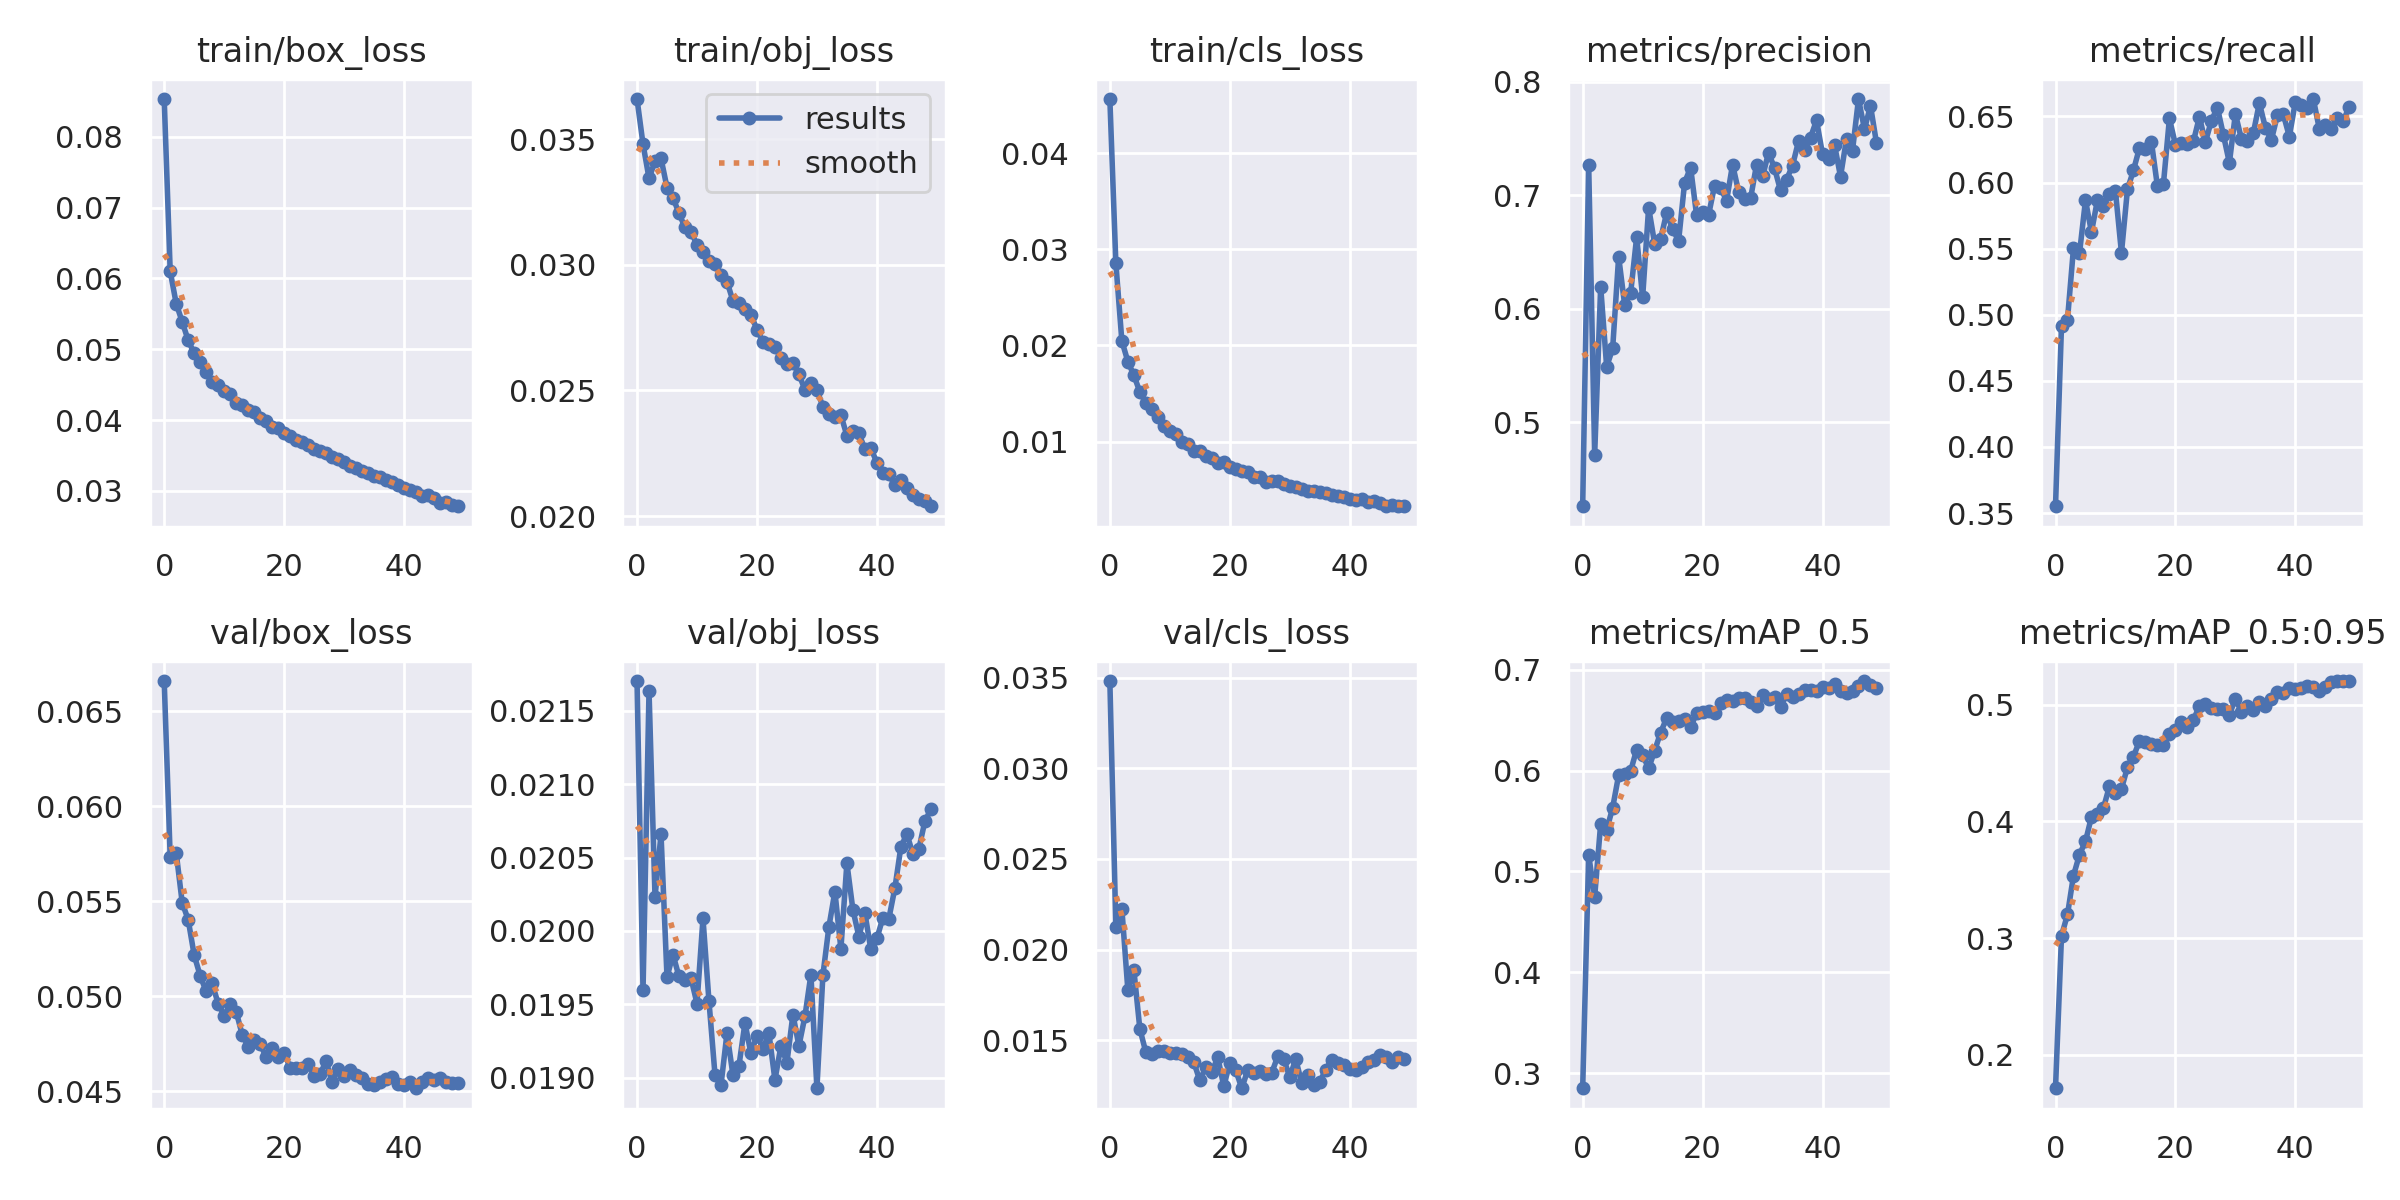 train/box_loss
0.08
0.07
0.06
0.05
0.04
0.03
0 20 40
train/obj_loss
results
smooth
0.035
0.030
0.025
0.020
0 20 40
train/cls_loss
0.04
0.03
0.02
0.01
0 20 40
metrics/precision
0.8
0.7
0.6
0.5
0 20 40
metrics/recall
0.65
0.60
0.55
0.50
0.45
0.40
0.35
0 20 40
val/box_loss
0.065
0.060
0.055
0.050
0.045
0 20 40
val/obj_loss
0.0215
0.0210
0.0205
0.0200
0.0195
0.0190
0 20 40
val/cls_loss
0.035
0.030
0.025
0.020
0.015
0 20 40
metrics/mAP_0.5
0.7
0.6
0.5
0.4
0.3
0 20 40
metrics/mAP_0.5:0.95
0.5
0.4
0.3
0.2
0 20 40